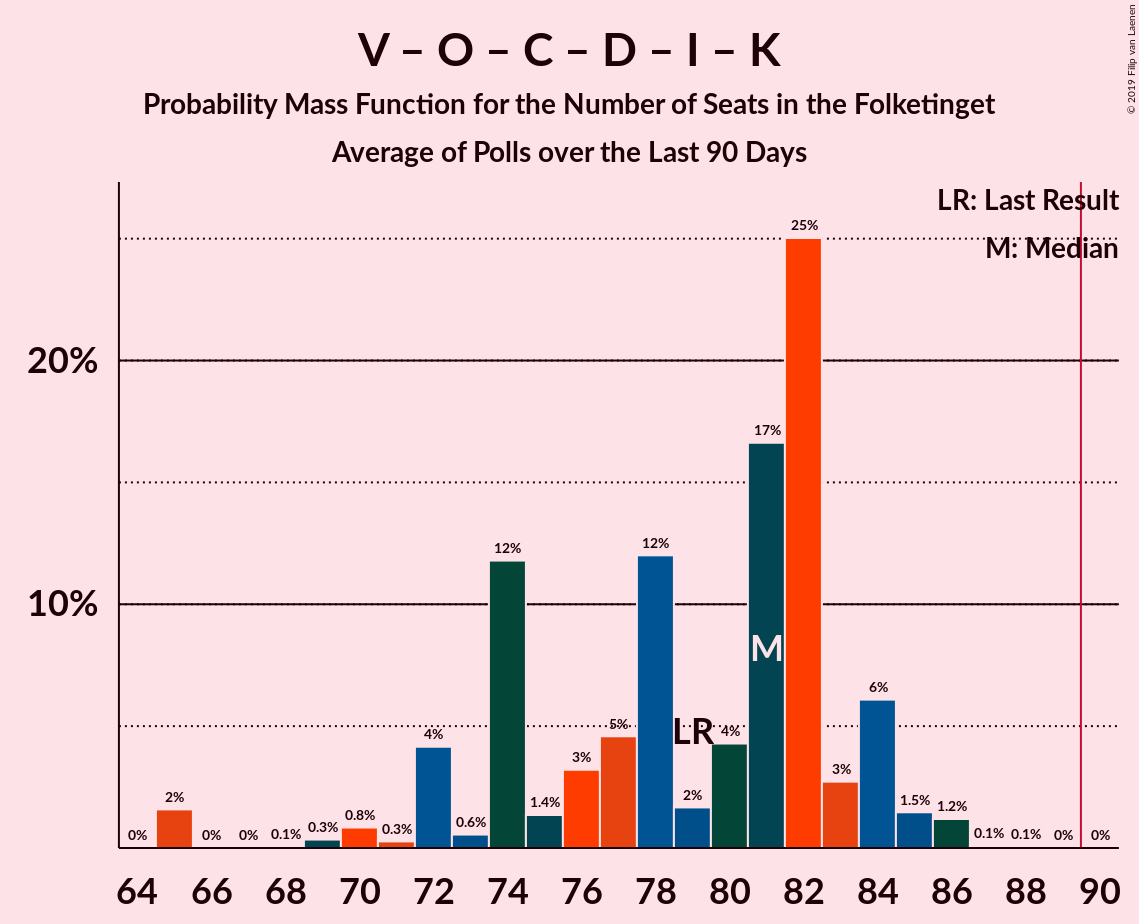 V – O – C – D – I – K
Probability Mass Function for the Number of Seats in the Folketinget
Average of Polls over the Last 90 Days
© 2019 Filip van Laenen
LR: Last Result
M: Median
20%
10%
0% 2% 0% 0% 0.1% 0.3% 0.8% 0.3% 4% 0.6% 12% 1.4% 3% 5% 12% 2% 4% 17% 25% 3% 6% 1.5% 1.2% 0.1% 0.1% 0% 0%
LR
M
64 66 68 70 72 74 76 78 80 82 84 86 88 90